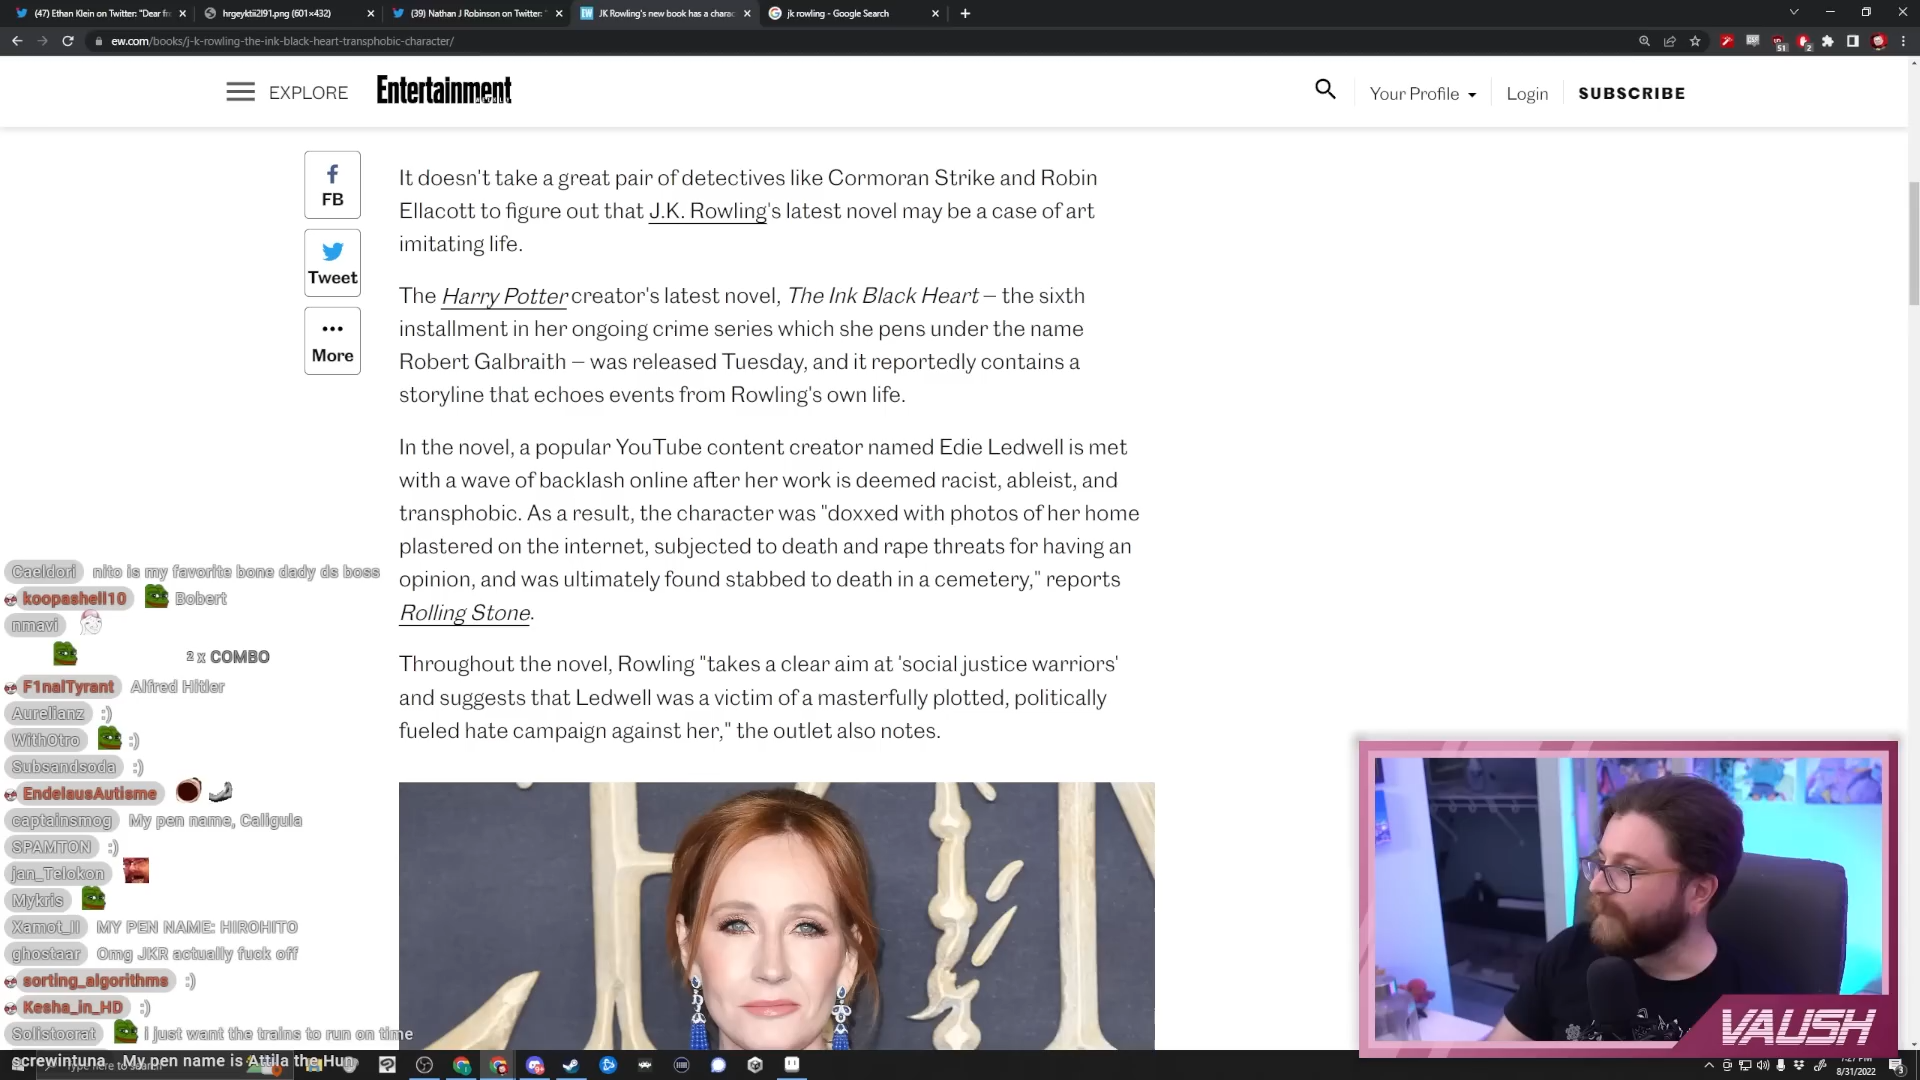 (47) Ethan Klein on Twitter: "Dear fr
hrgeyktii2l91.png (601×432)
(39) Nathan J Robinson on Twitter: "
JK Rowling's new book has a charac
jk rowling - Google Search
ew.com/books/j-k-rowling-the-ink-black-heart-transphobic-character/
EXPLORE
Entertainment
Your Profile
Login
SUBSCRIBE
FB
Tweet
More
It doesn't take a great pair of detectives like Cormoran Strike and Robin
Ellacott to figure out that J.K. Rowling's latest novel may be a case of art
imitating life.
The Harry Potter creator's latest novel, The Ink Black Heart – the sixth
installment in her ongoing crime series which she pens under the name
Robert Galbraith – was released Tuesday, and it reportedly contains a
storyline that echoes events from Rowling's own life.
In the novel, a popular YouTube content creator named Edie Ledwell is met
with a wave of backlash online after her work is deemed racist, ableist, and
transphobic. As a result, the character was "doxxed with photos of her home
plastered on the internet, subjected to death and rape threats for having an
opinion, and was ultimately found stabbed to death in a cemetery," reports
Rolling Stone.
Throughout the novel, Rowling "takes a clear aim at 'social justice warriors'
and suggests that Ledwell was a victim of a masterfully plotted, politically
fueled hate campaign against her," the outlet also notes.
Caeldori nito is my favorite bone dady ds boss
koopashell10 Bobert
nmavi
2 x COMBO
F1nalTyrant Alfred Hitler
Aurelianz :)
WithOtro :)
Subsandsoda :)
EndelausAutisme
captainsmog My pen name, Caligula
SPAMTON :)
jan_Telokon
Mykris
Xamot_II MY PEN NAME: HIROHITO
ghostaar Omg JKR actually fuck off
sorting_algorithms :)
Kesha_in_HD :)
Solistoorat I just want the trains to run on time
screwintuna My pen name is Attila the Hun
VAUSH
7:27 PM
8/31/2022